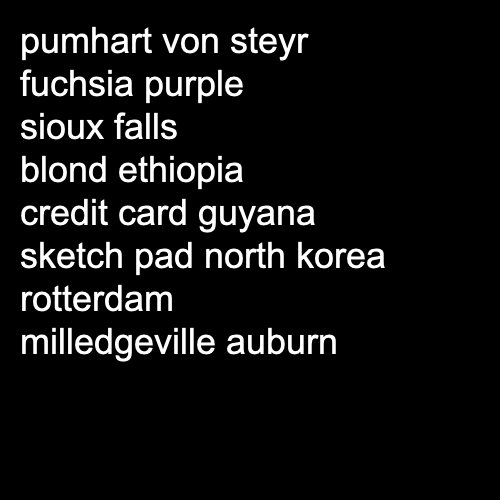 pumhart von steyr
fuchsia purple
sioux falls
blond ethiopia
credit card guyana
sketch pad north korea
rotterdam
milledgeville auburn